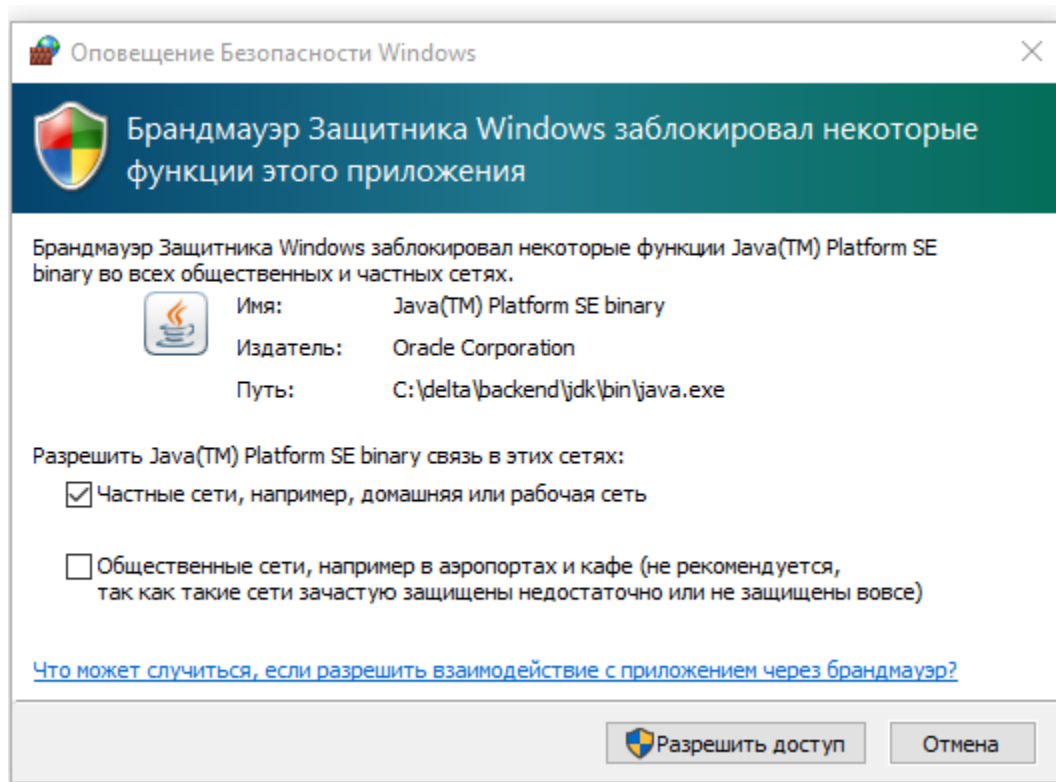 Оповещение Безопасности Windows
Брандмауэр Защитника Windows заблокировал некоторые
функции этого приложения
Брандмауэр Защитника Windows заблокировал некоторые функции Java(TM) Platform SE
binary во всех общественных и частных сетях.
Имя: Java(TM) Platform SE binary
Издатель: Oracle Corporation
Путь: C:\delta\backend\jdk\bin\java.exe
Разрешить Java(TM) Platform SE binary связь в этих сетях:
Частные сети, например, домашняя или рабочая сеть
Общественные сети, например в аэропортах и кафе (не рекомендуется,
так как такие сети зачастую защищены недостаточно или не защищены вовсе)
Что может случиться, если разрешить взаимодействие с приложением через брандмауэр?
Разрешить доступ Отмена